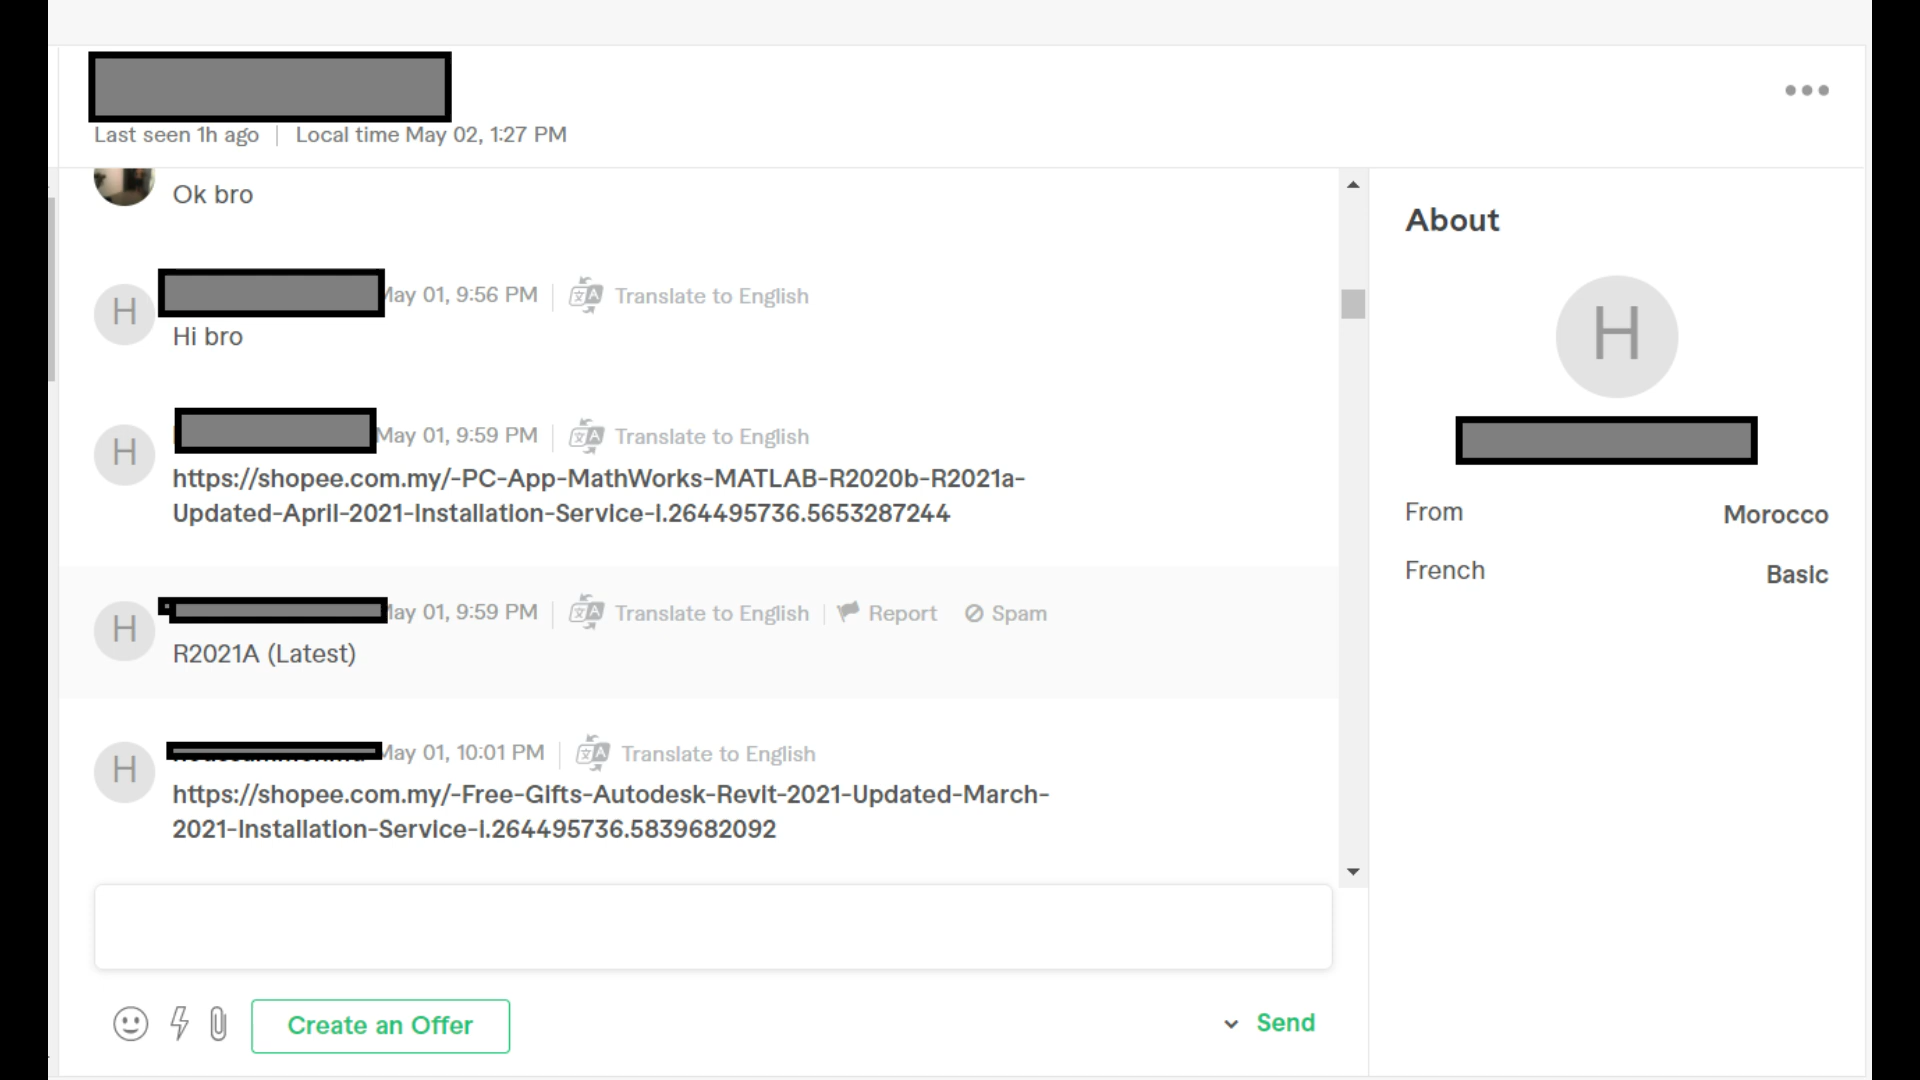 Last seen 1h ago | Local time May 02, 1:27 PM
Ok bro
H
May 01, 9:56 PM | Translate to English
Hi bro
H
May 01, 9:59 PM | Translate to English
https://shopee.com.my/-PC-App-MathWorks-MATLAB-R2020b-R2021a-
Updated-April-2021-Installation-Service-i.264495736.5653287244
H
May 01, 9:59 PM | Translate to English | Report Spam
R2021A (Latest)
H
May 01, 10:01 PM | Translate to English
https://shopee.com.my/-Free-Gifts-Autodesk-Revit-2021-Updated-March-
2021-Installation-Service-i.264495736.5839682092
Create an Offer
Send
About
H
From Morocco
French Basic